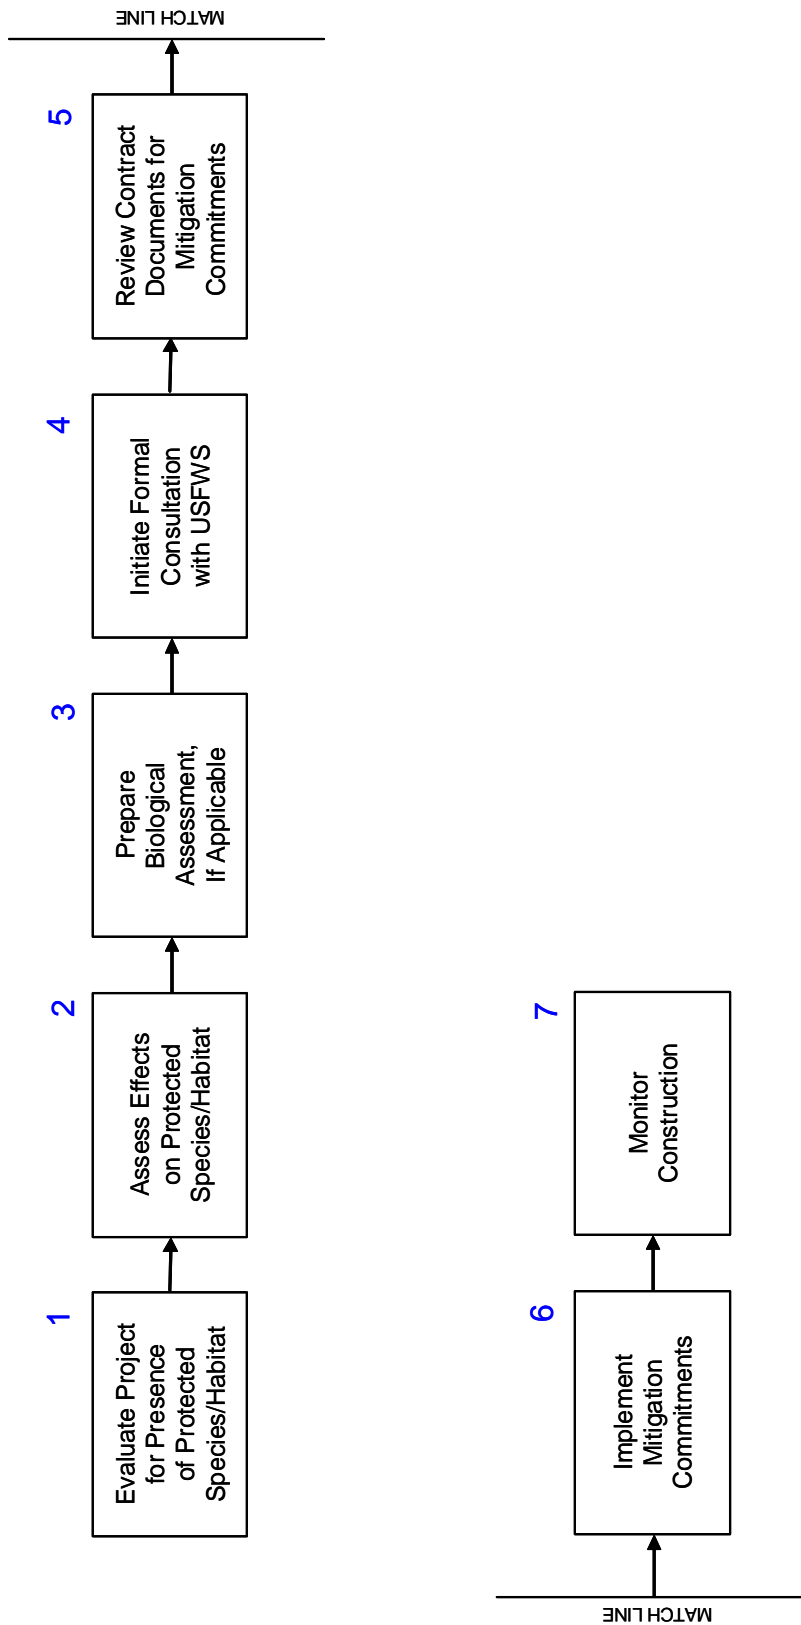 1
Evaluate Project
for Presence
of Protected
Species/Habitat
2
Assess Effects
on Protected
Species/Habitat
3
Prepare
Biological
Assessment,
If Applicable
4
Initiate Formal
Consultation
with USFWS
5
Review Contract
Documents for
Mitigation
Commitments
MATCH LINE
MATCH LINE
6
Implement
Mitigation
Commitments
7
Monitor
Construction